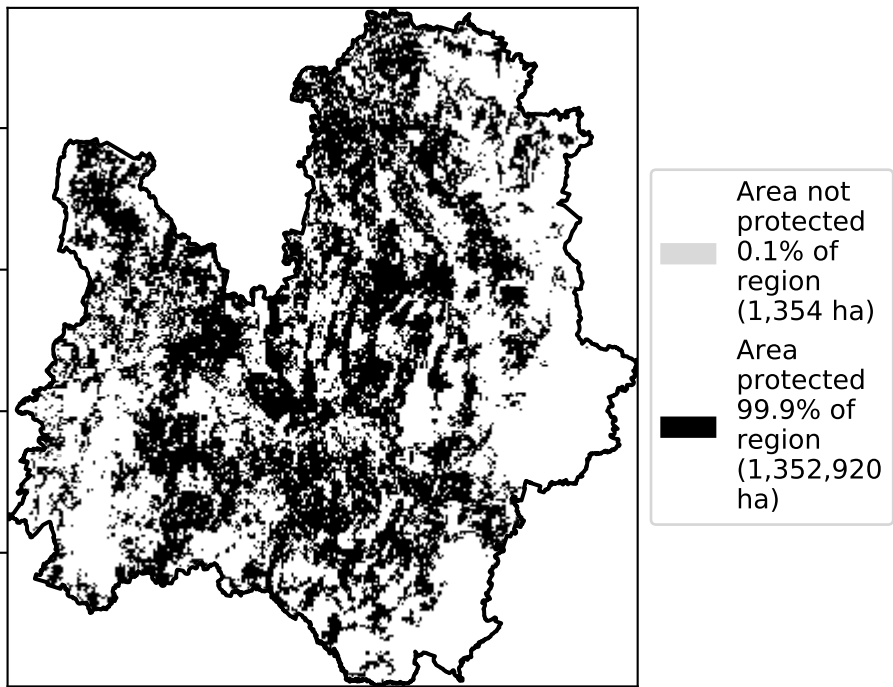 Area not
protected
0.1% of
region
(1,354 ha)
Area
protected
99.9% of
region
(1,352,920
ha)